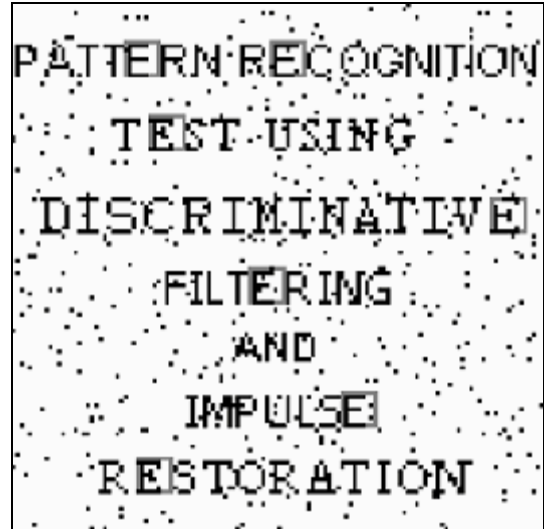 PATTERN RECOGNITION
TEST USING
DISCRIMINATIVE
FILTERING
AND
IMPULSE
RESTORATION